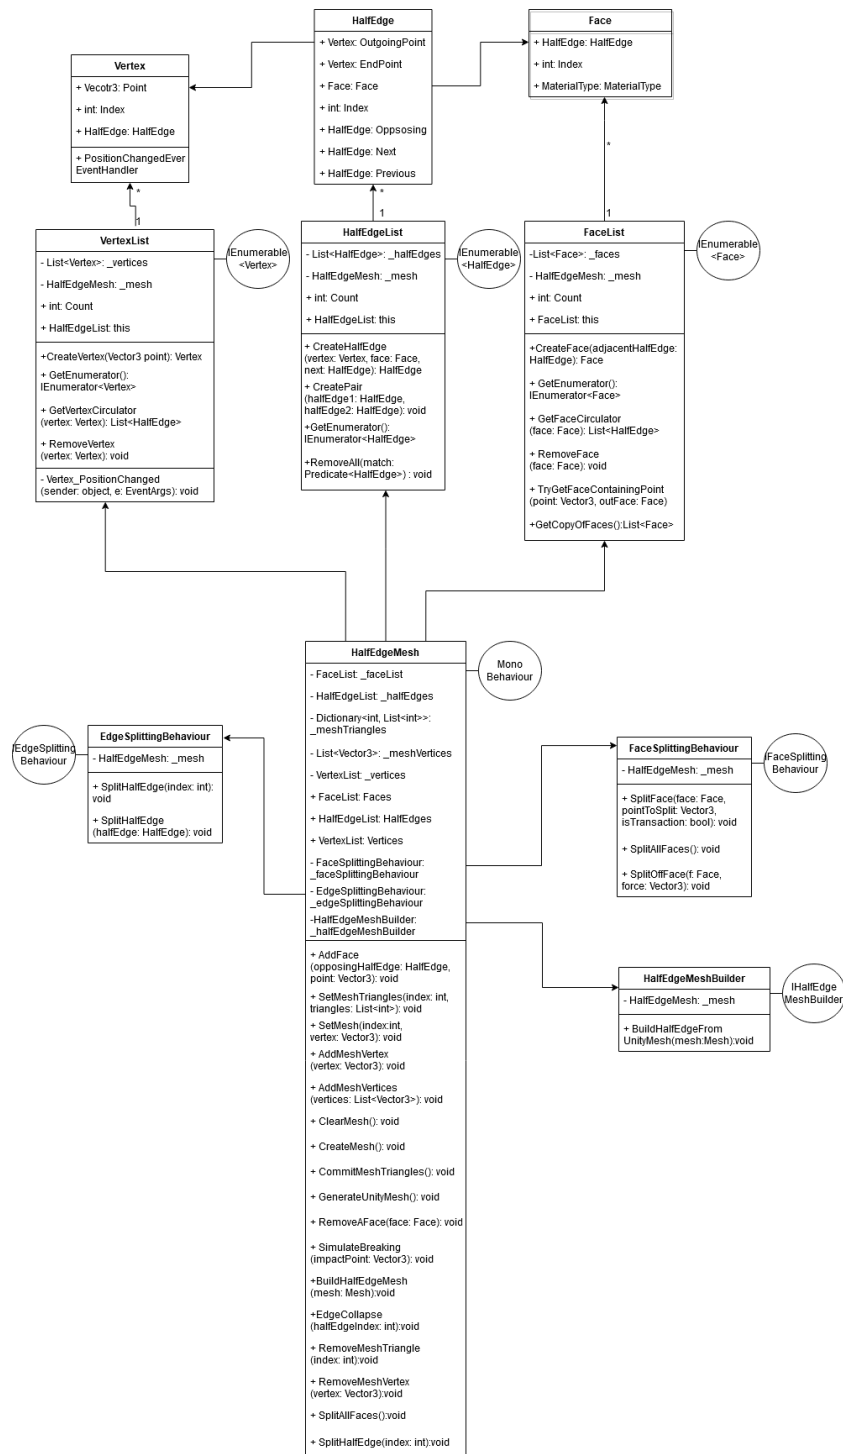 HalfEdge
+ Vertex: OutgoingPoint
+ Vertex: EndPoint
+ Face: Face
+ int: Index
+ HalfEdge: Oppsosing
+ HalfEdge: Next
+ HalfEdge: Previous
Face
+ HalfEdge: HalfEdge
+ int: Index
+ MaterialType: MaterialType
Vertex
+ Vecotr3: Point
+ int: Index
+ HalfEdge: HalfEdge
+ PositionChangedEver
EventHandler
*
1
*
1
*
1
VertexList
- List<Vertex>: _vertices
- HalfEdgeMesh: _mesh
+ int: Count
+ HalfEdgeList: this
+CreateVertex(Vector3 point): Vertex
+ GetEnumerator():
IEnumerator<Vertex>
+ GetVertexCirculator
(vertex: Vertex): List<HalfEdge>
+ RemoveVertex
(vertex: Vertex): void
- Vertex_PositionChanged
(sender: object, e: EventArgs): void
IEnumerable
<Vertex>
HalfEdgeList
- List<HalfEdge>: _halfEdges
- HalfEdgeMesh: _mesh
+ int: Count
+ HalfEdgeList: this
+ CreateHalfEdge
(vertex: Vertex, face: Face,
next: HalfEdge): HalfEdge
+ CreatePair
(halfEdge1: HalfEdge,
halfEdge2: HalfEdge): void
+GetEnumerator():
IEnumerator<HalfEdge>
+RemoveAll(match:
Predicate<HalfEdge>) : void
IEnumerable
<HalfEdge>
FaceList
-List<Face>: _faces
- HalfEdgeMesh: _mesh
+ int: Count
+ FaceList: this
+CreateFace(adjacentHalfEdge:
HalfEdge): Face
+ GetEnumerator():
IEnumerator<Face>
+ GetFaceCirculator
(face: Face): List<HalfEdge>
+ RemoveFace
(face: Face): void
+ TryGetFaceContainingPoint
(point: Vector3, outFace: Face)
+GetCopyOfFaces():List<Face>
IEnumerable
<Face>
HalfEdgeMesh
- FaceList: _faceList
- HalfEdgeList: _halfEdges
- Dictionary<int, List<int>>:
_meshTriangles
- List<Vector3>: _meshVertices
- VertexList: _vertices
+ FaceList: Faces
+ HalfEdgeList: HalfEdges
+ VertexList: Vertices
- FaceSplittingBehaviour:
_faceSplittingBehaviour
- EdgeSplittingBehaviour:
_edgeSplittingBehaviour
-HalfEdgeMeshBuilder:
_halfEdgeMeshBuilder
+ AddFace
(opposingHalfEdge: HalfEdge,
point: Vector3): void
+ SetMeshTriangles(index: int,
triangles: List<int>): void
+ SetMesh(index:int,
vertex: Vector3): void
+ AddMeshVertex
(vertex: Vector3): void
+ AddMeshVertices
(vertices: List<Vector3>): void
+ ClearMesh(): void
+ CreateMesh(): void
+ CommitMeshTriangles(): void
+ GenerateUnityMesh(): void
+ RemoveAFace(face: Face): void
+ SimulateBreaking
(impactPoint: Vector3): void
+BuildHalfEdgeMesh
(mesh: Mesh):void
+EdgeCollapse
(halfEdgeIndex: int):void
+ RemoveMeshTriangle
(index: int):void
+ RemoveMeshVertex
(vertex: Vector3):void
+ SplitAllFaces():void
+ SplitHalfEdge(index: int):void
Mono
Behaviour
IEdgeSplitting
Behaviour
EdgeSplittingBehaviour
- HalfEdgeMesh: _mesh
+ SplitHalfEdge(index: int):
void
+ SplitHalfEdge
(halfEdge: HalfEdge): void
FaceSplittingBehaviour
- HalfEdgeMesh: _mesh
+ SplitFace(face: Face,
pointToSplit: Vector3,
isTransaction: bool): void
+ SplitAllFaces(): void
+ SplitOffFace(f: Face,
force: Vector3): void
IFaceSplitting
Behaviour
HalfEdgeMeshBuilder
- HalfEdgeMesh: _mesh
+ BuildHalfEdgeFrom
UnityMesh(mesh:Mesh):void
IHalfEdge
MeshBuilder